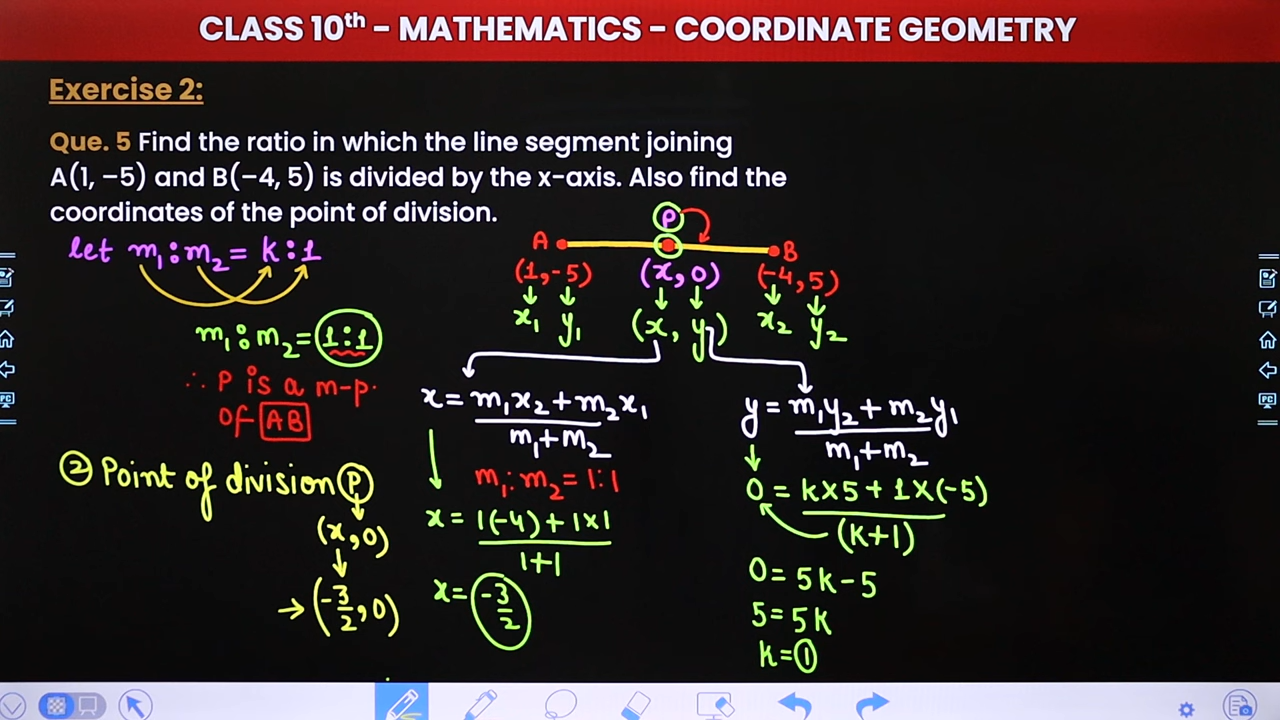 CLASS 10th - MATHEMATICS - COORDINATE GEOMETRY
Exercise 2:
Que. 5 Find the ratio in which the line segment joining
A(1, –5) and B(–4, 5) is divided by the x-axis. Also find the
coordinates of the point of division.
let m₁:m₂ = k:1
P
A B
(1,-5) (x,0) (-4,5)
x₁ y₁ (x, y) x₂ y₂
m₁:m₂ = 1:1
∴ P is a m-p.
of AB
x = m₁x₂+m₂x₁ / m₁+m₂
y = m₁y₂+m₂y₁ / m₁+m₂
② Point of division P
(x,0)
→ (-3/2, 0)
m₁:m₂ = 1:1
x = 1(-4)+1×1 / 1+1
x = -3/2
0 = k×5+1×(-5) / (k+1)
0 = 5k-5
5 = 5k
k = 1
PC
PC